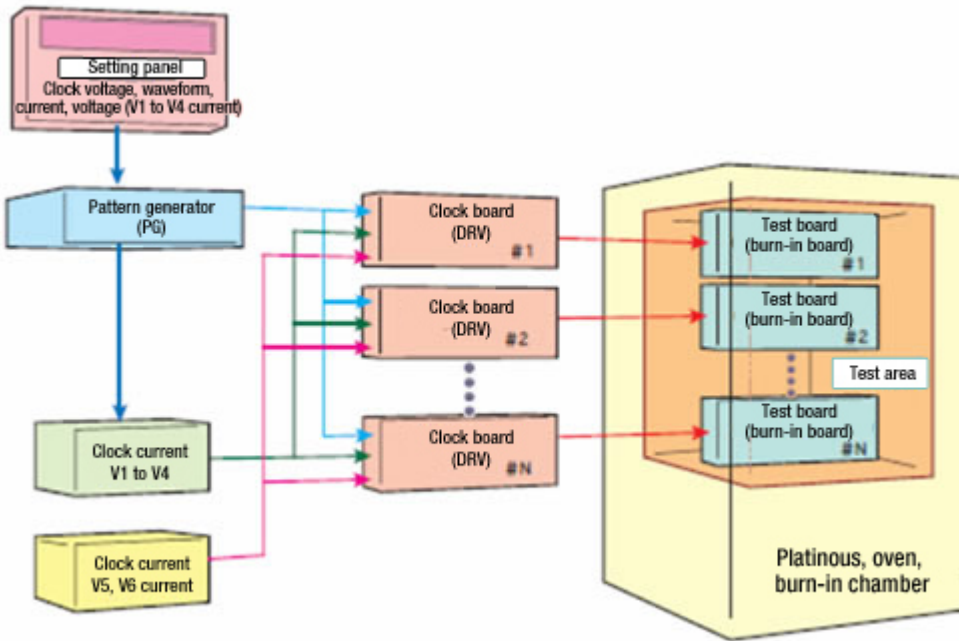 Setting panel
Clock voltage, waveform,
current, voltage (V1 to V4 current)
Pattern generator
(PG)
Clock current
V1 to V4
Clock current
V5, V6 current
Clock board
(DRV)
#1
Clock board
(DRV)
#2
Clock board
(DRV)
#N
Test board
(burn-in board)
#1
Test board
(burn-in board)
#2
Test area
Test board
(burn-in board)
#N
Platinous, oven,
burn-in chamber